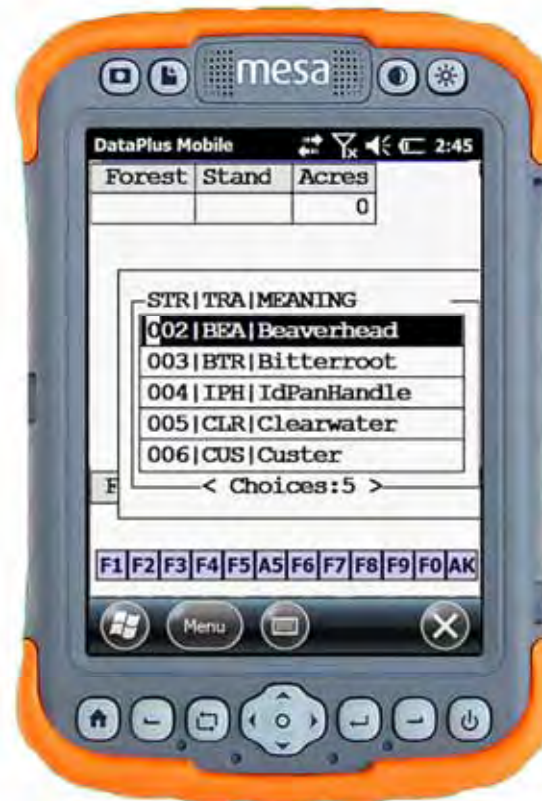 mesa
DataPlus Mobile 2:45
Forest Stand Acres
0
STR|TRA|MEANING
002|BEA|Beaverhead
003|BTR|Bitterroot
004|IPH|IdPanHandle
005|CLR|Clearwater
006|CUS|Custer
F < Choices:5 >
F1 F2 F3 F4 F5 A5 F6 F7 F8 F9 F0 AK
Menu